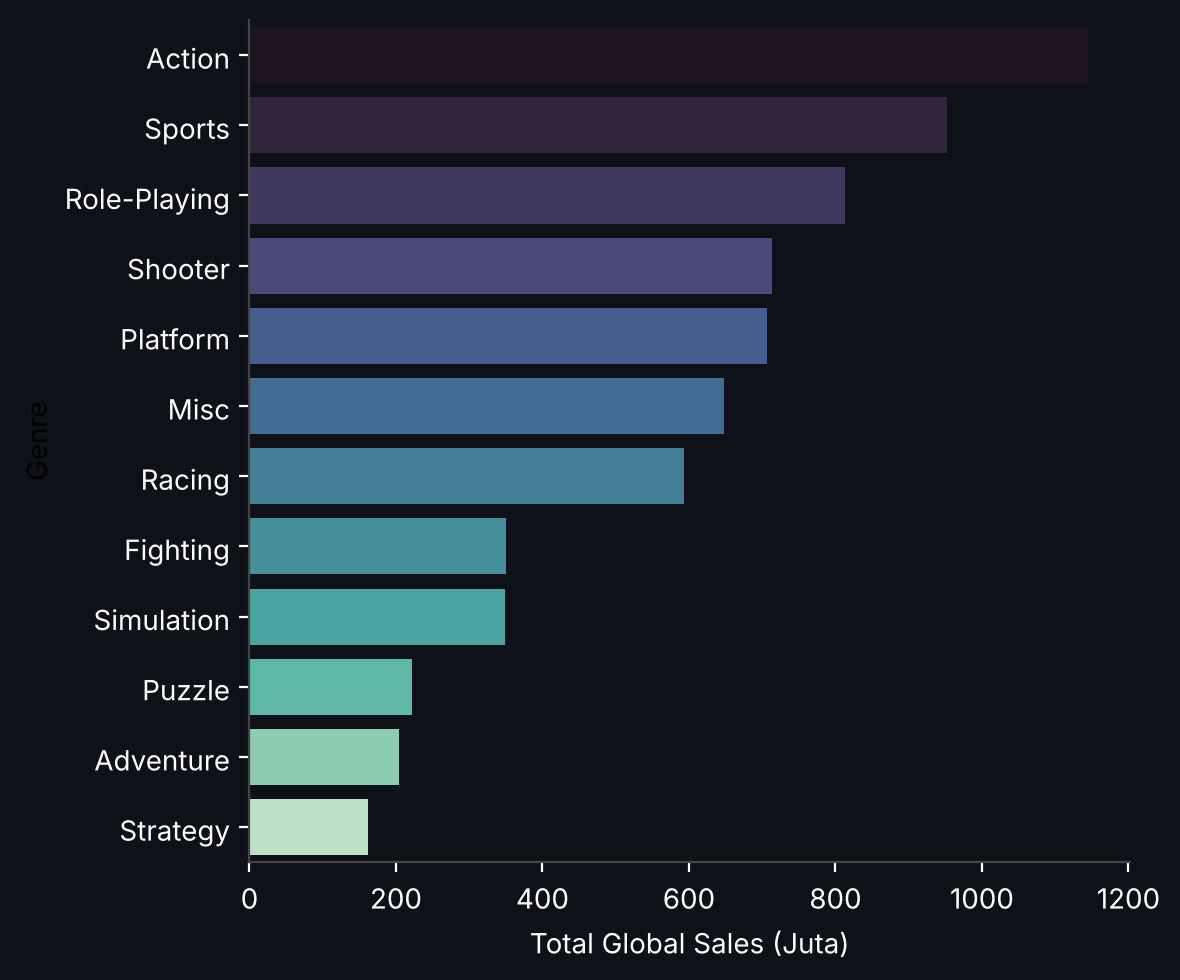 Action
Sports
Role-Playing
Shooter
Platform
Misc
Racing
Fighting
Simulation
Puzzle
Adventure
Strategy
Genre
0 200 400 600 800 1000 1200
Total Global Sales (Juta)